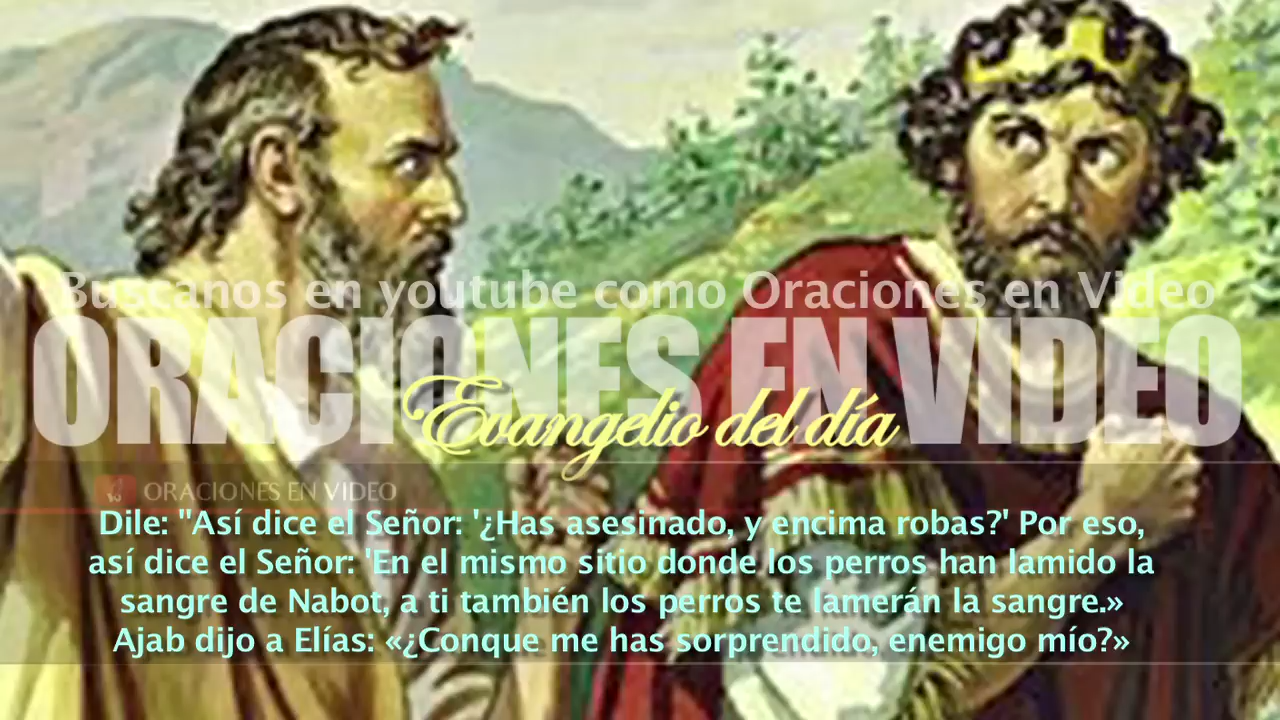 Buscanos en youtube como Oraciones en Video
ORACIONES EN VIDEO
Evangelio del día
ORACIONES EN VIDEO
Dile: "Así dice el Señor: '¿Has asesinado, y encima robas?' Por eso,
así dice el Señor: 'En el mismo sitio donde los perros han lamido la
sangre de Nabot, a ti también los perros te lamerán la sangre.»
Ajab dijo a Elías: «¿Conque me has sorprendido, enemigo mío?»